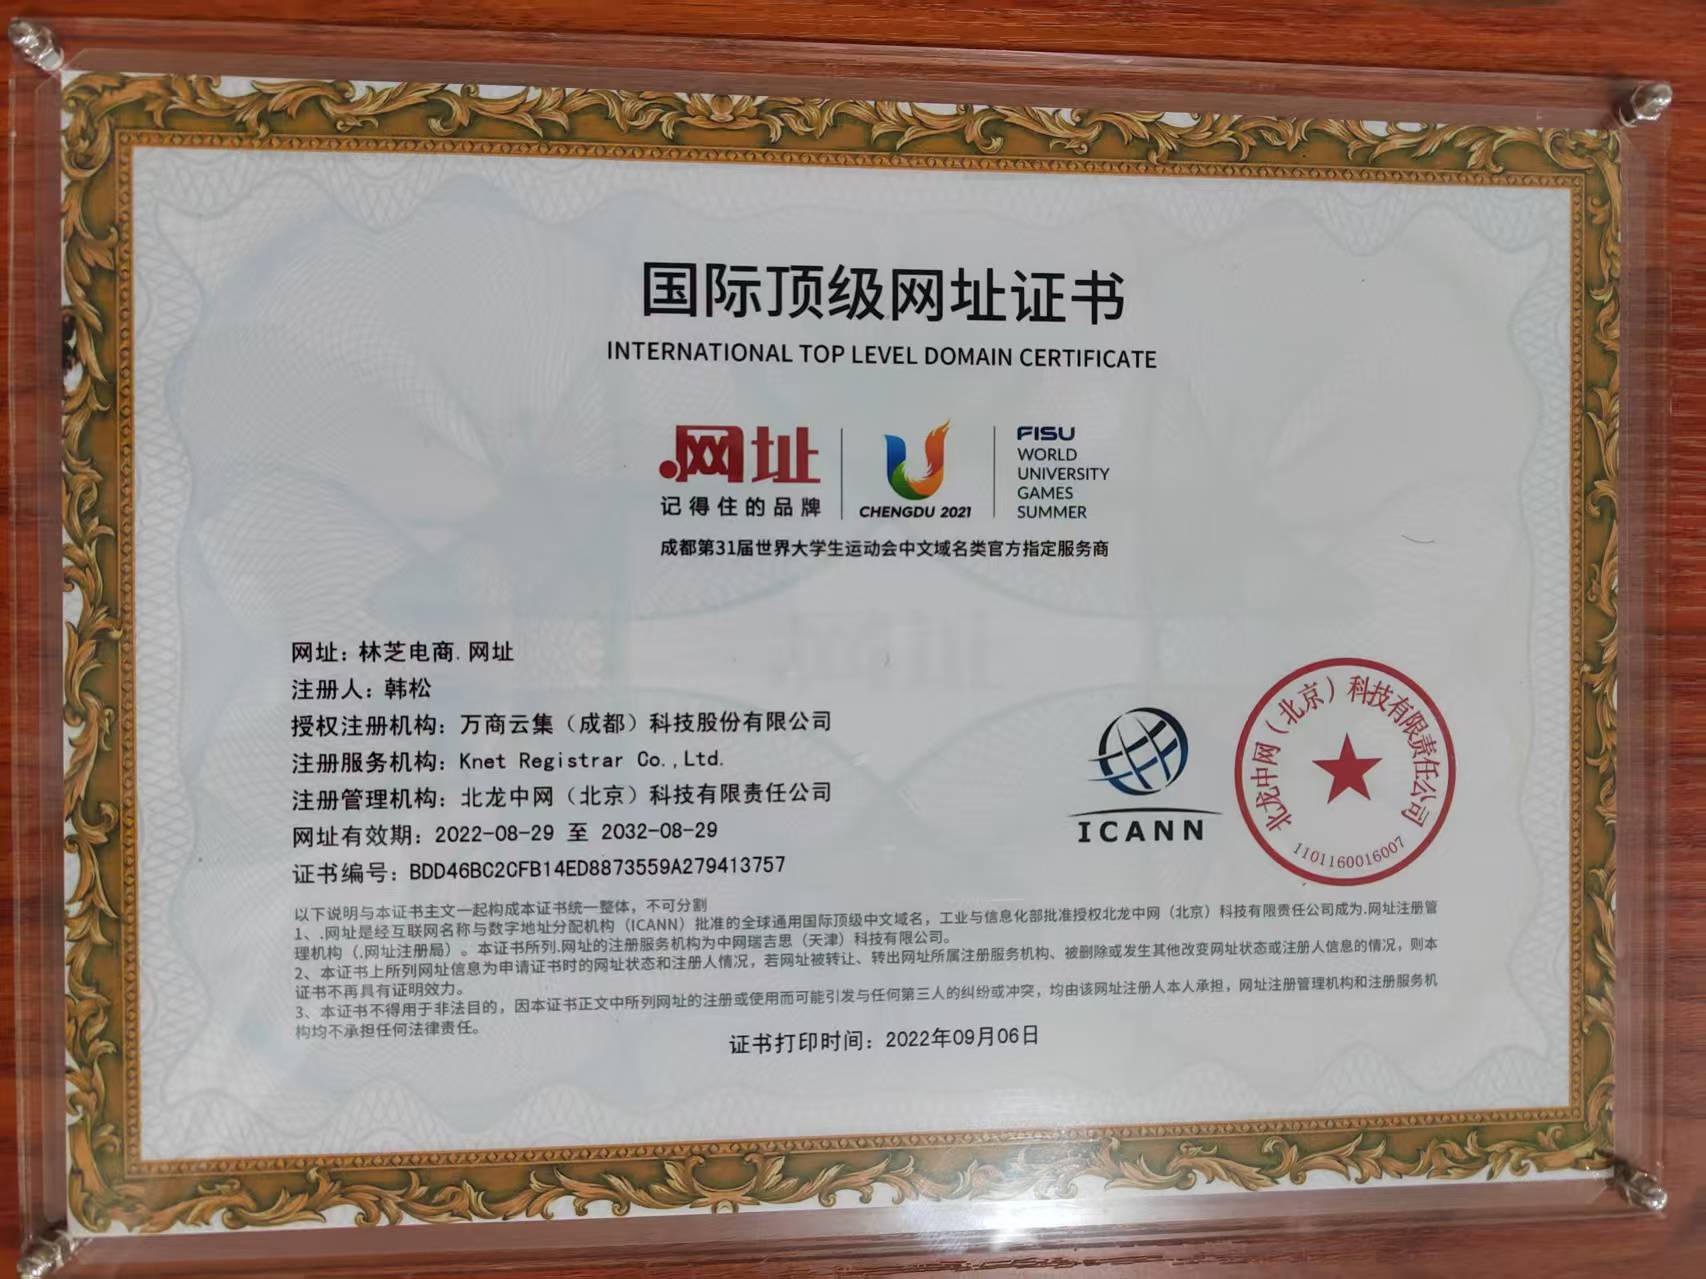 国际顶级网址证书
INTERNATIONAL TOP LEVEL DOMAIN CERTIFICATE
.网址
记得住的品牌
CHENGDU 2021
FISU
WORLD
UNIVERSITY
GAMES
SUMMER
成都第31届世界大学生运动会中文域名类官方指定服务商
网址：林芝电商.网址
注册人：韩松
授权注册机构：万商云集（成都）科技股份有限公司
注册服务机构：Knet Registrar Co.,Ltd.
注册管理机构：北龙中网（北京）科技有限责任公司
网址有效期：2022-08-29 至 2032-08-29
证书编号：BDD46BC2CFB14ED8873559A279413757
ICANN
北龙中网（北京）科技有限责任公司
1101160016007
以下说明与本证书主文一起构成本证书统一整体，不可分割
1、.网址是经互联网名称与数字地址分配机构（ICANN）批准的全球通用国际顶级中文域名，工业与信息化部批准授权北龙中网（北京）科技有限责任公司成为.网址注册管
理机构（.网址注册局）。本证书所列.网址的注册服务机构为中网瑞吉思（天津）科技有限公司。
2、本证书上所列网址信息为申请证书时的网址状态和注册人情况，若网址被转让、转出网址所属注册服务机构、被删除或发生其他改变网址状态或注册人信息的情况，则本
证书不再具有证明效力。
3、本证书不得用于非法目的，因本证书正文中所列网址的注册或使用而可能引发与任何第三人的纠纷或冲突，均由该网址注册人本人承担，网址注册管理机构和注册服务机
构均不承担任何法律责任。
证书打印时间：2022年09月06日